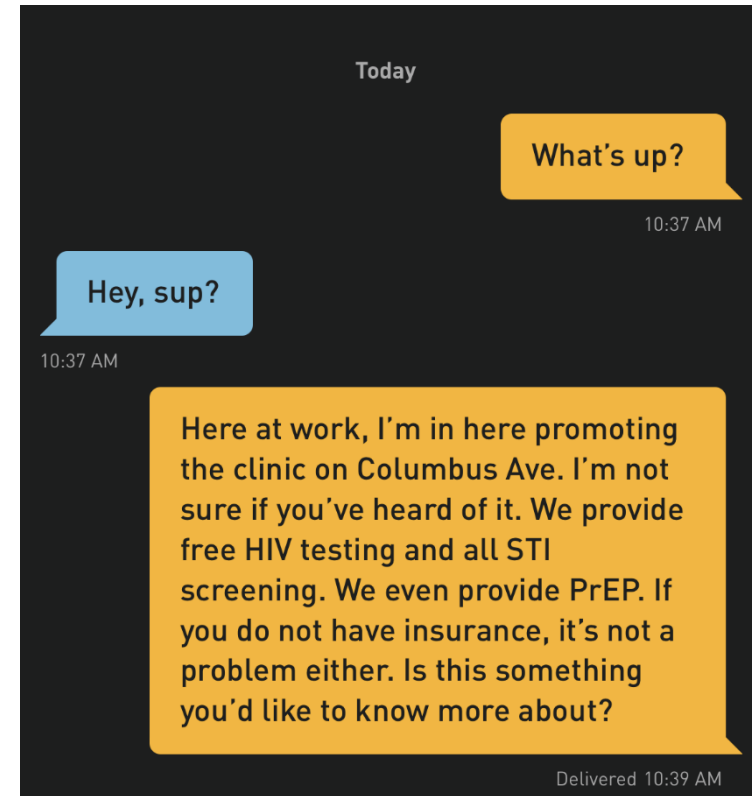 Today
What's up?
10:37 AM
Hey, sup?
10:37 AM
Here at work, I'm in here promoting
the clinic on Columbus Ave. I'm not
sure if you've heard of it. We provide
free HIV testing and all STI
screening. We even provide PrEP. If
you do not have insurance, it's not a
problem either. Is this something
you'd like to know more about?
Delivered 10:39 AM